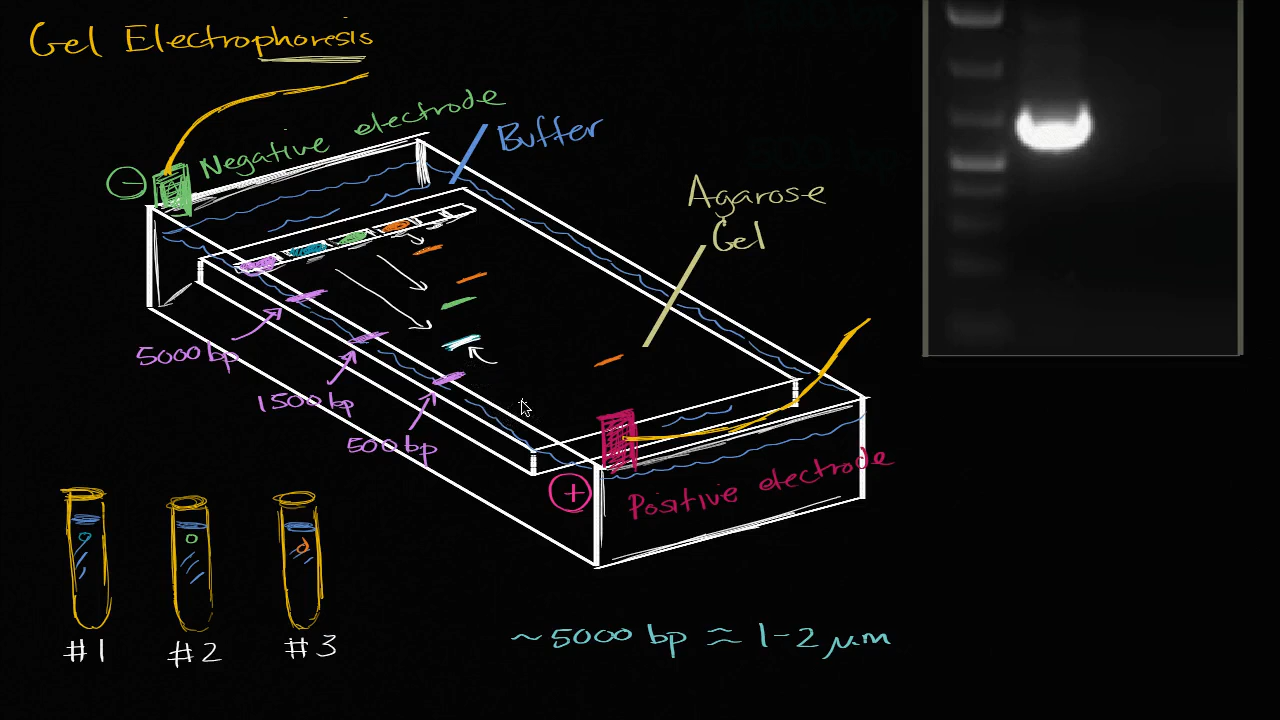 Gel Electrophoresis
Negative electrode
−
Buffer
Agarose
Gel
5000 bp
1500 bp
500 bp
+
Positive electrode
#1
#2
#3
~5000 bp ≈ 1-2 μm